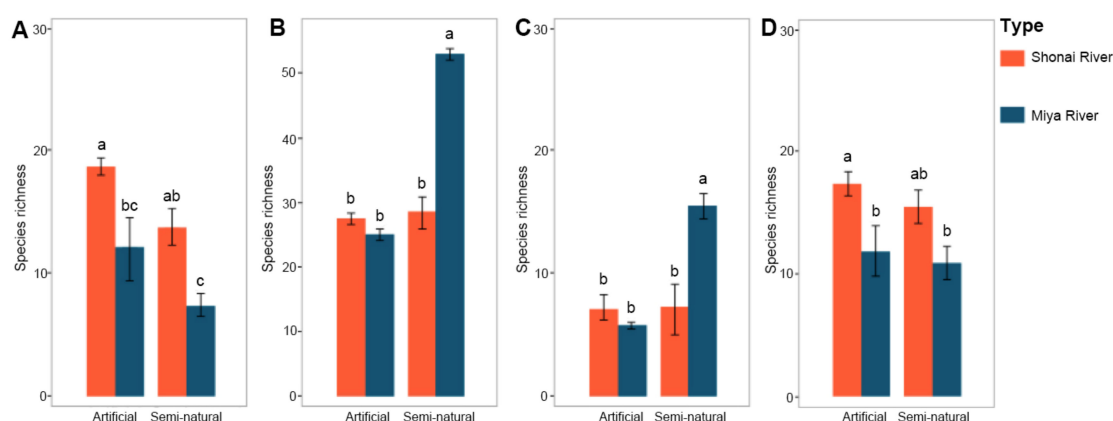 A
Species richness
30
20
10
0
a
bc
ab
c
Artificial Semi-natural
B
Species richness
50
40
30
20
10
0
b
b
b
a
Artificial Semi-natural
C
Species richness
30
20
10
0
b
b
b
a
Artificial Semi-natural
D
Species richness
30
20
10
0
a
b
ab
b
Artificial Semi-natural
Type
Shonai River
Miya River